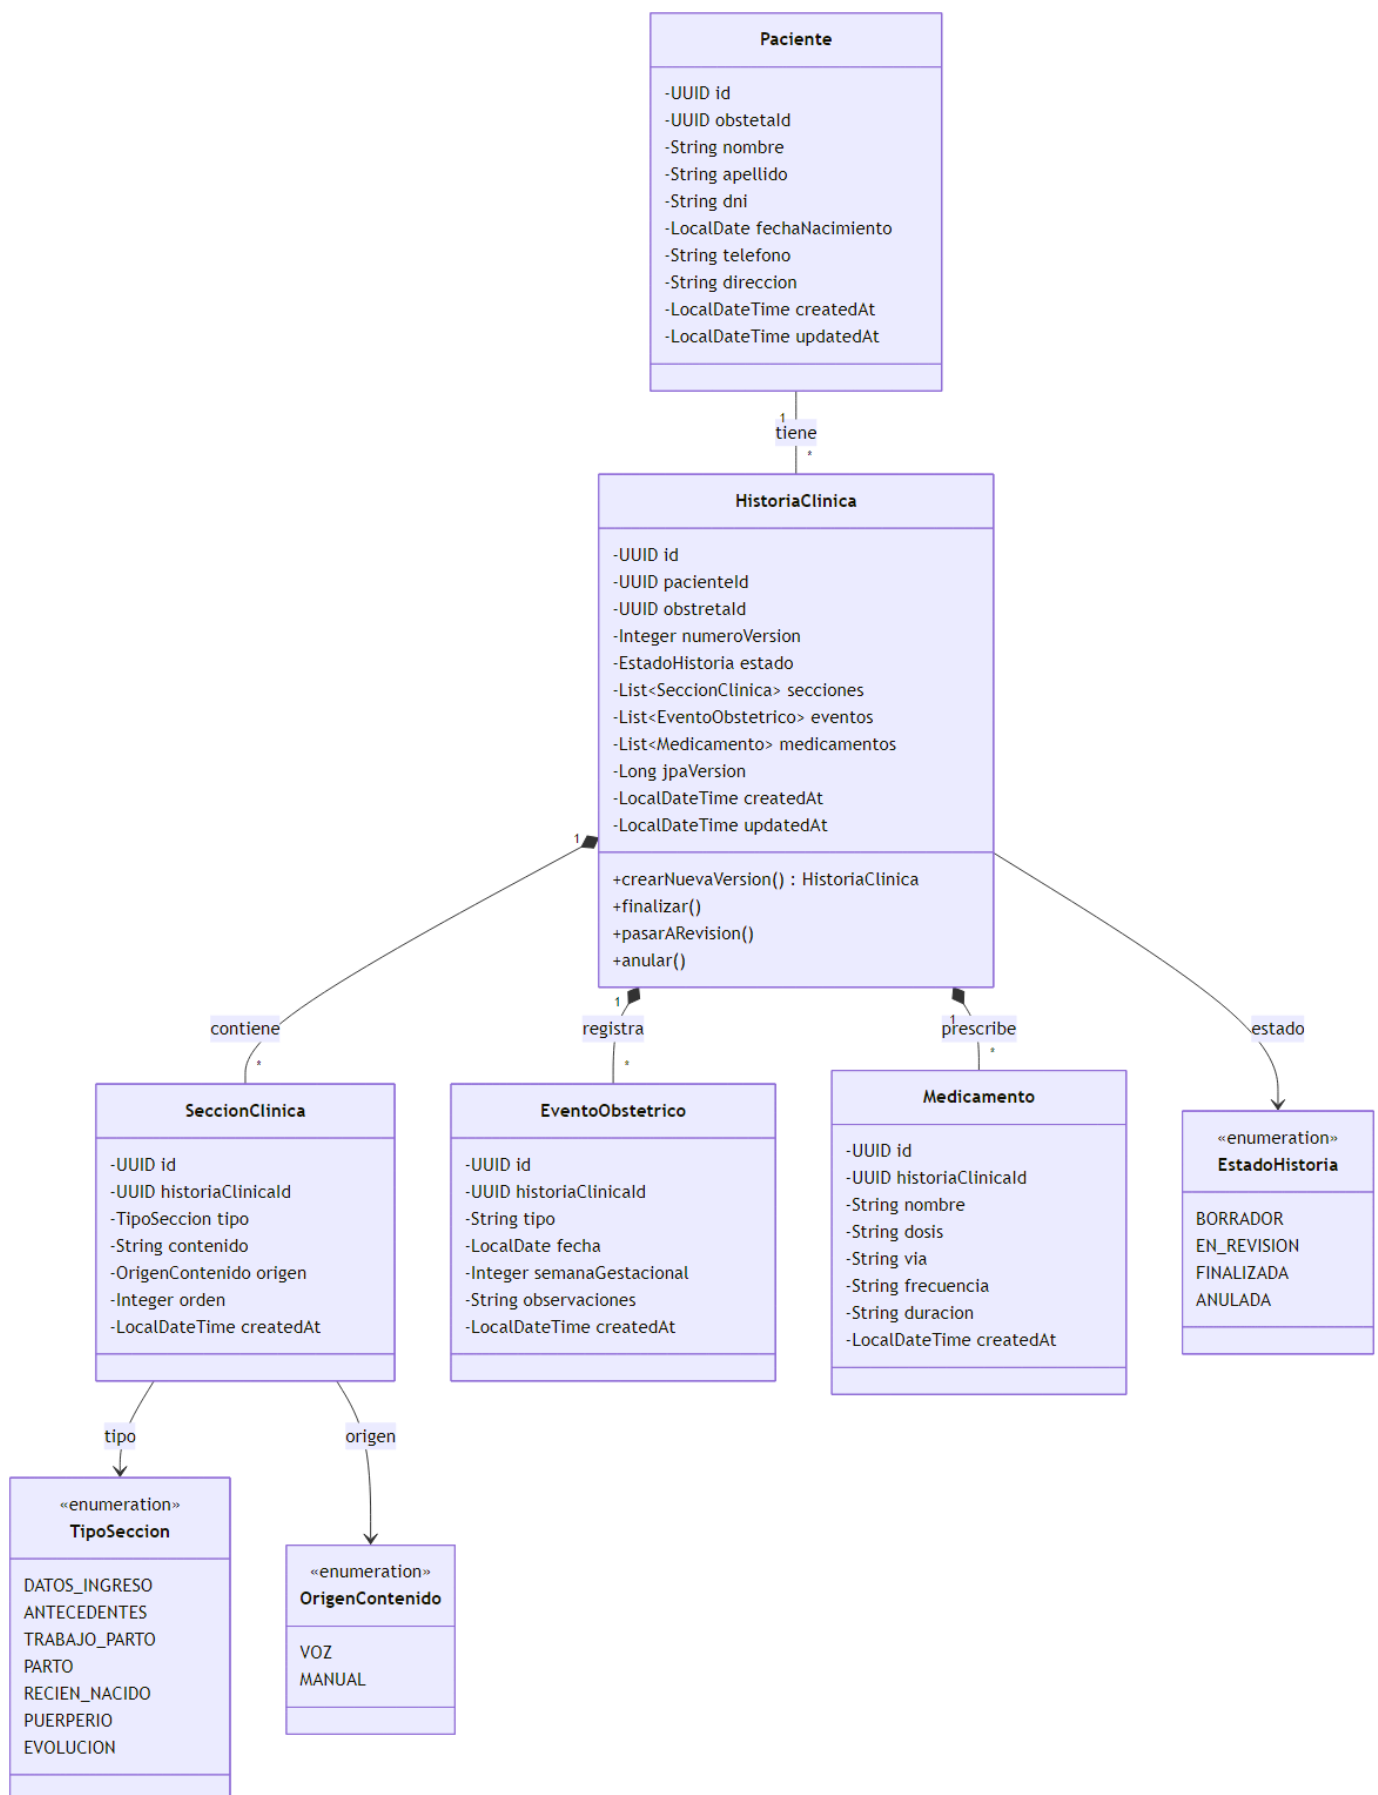 Paciente
-UUID id
-UUID obstetaId
-String nombre
-String apellido
-String dni
-LocalDate fechaNacimiento
-String telefono
-String direccion
-LocalDateTime createdAt
-LocalDateTime updatedAt
1
tiene
*
HistoriaClinica
-UUID id
-UUID pacienteId
-UUID obstretaId
-Integer numeroVersion
-EstadoHistoria estado
-List<SeccionClinica> secciones
-List<EventoObstetrico> eventos
-List<Medicamento> medicamentos
-Long jpaVersion
-LocalDateTime createdAt
-LocalDateTime updatedAt
+crearNuevaVersion() : HistoriaClinica
+finalizar()
+pasarARevision()
+anular()
1
contiene
*
1
registra
*
1
prescribe
*
estado
SeccionClinica
-UUID id
-UUID historiaClinicaId
-TipoSeccion tipo
-String contenido
-OrigenContenido origen
-Integer orden
-LocalDateTime createdAt
EventoObstetrico
-UUID id
-UUID historiaClinicaId
-String tipo
-LocalDate fecha
-Integer semanaGestacional
-String observaciones
-LocalDateTime createdAt
Medicamento
-UUID id
-UUID historiaClinicaId
-String nombre
-String dosis
-String via
-String frecuencia
-String duracion
-LocalDateTime createdAt
«enumeration»
EstadoHistoria
BORRADOR
EN_REVISION
FINALIZADA
ANULADA
tipo
origen
«enumeration»
TipoSeccion
DATOS_INGRESO
ANTECEDENTES
TRABAJO_PARTO
PARTO
RECIEN_NACIDO
PUERPERIO
EVOLUCION
«enumeration»
OrigenContenido
VOZ
MANUAL